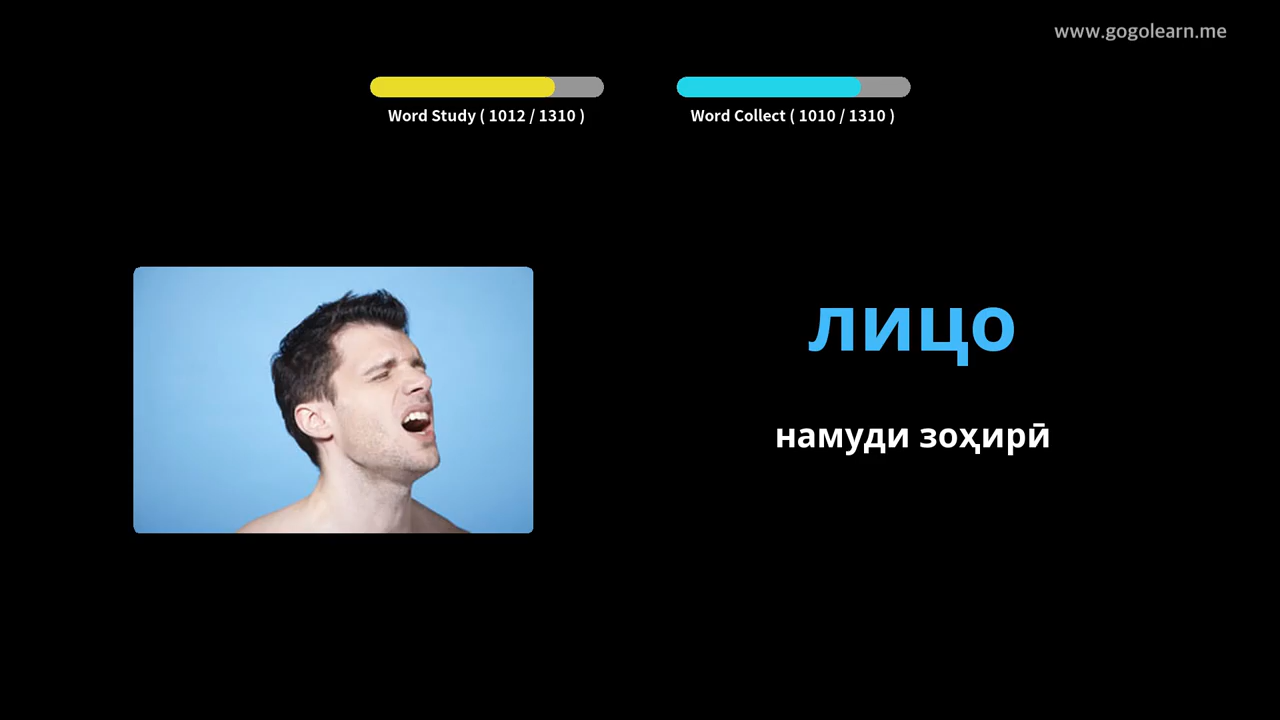 www.gogolearn.me
Word Study ( 1012 / 1310 )
Word Collect ( 1010 / 1310 )
лицо
намуди зоҳирӣ